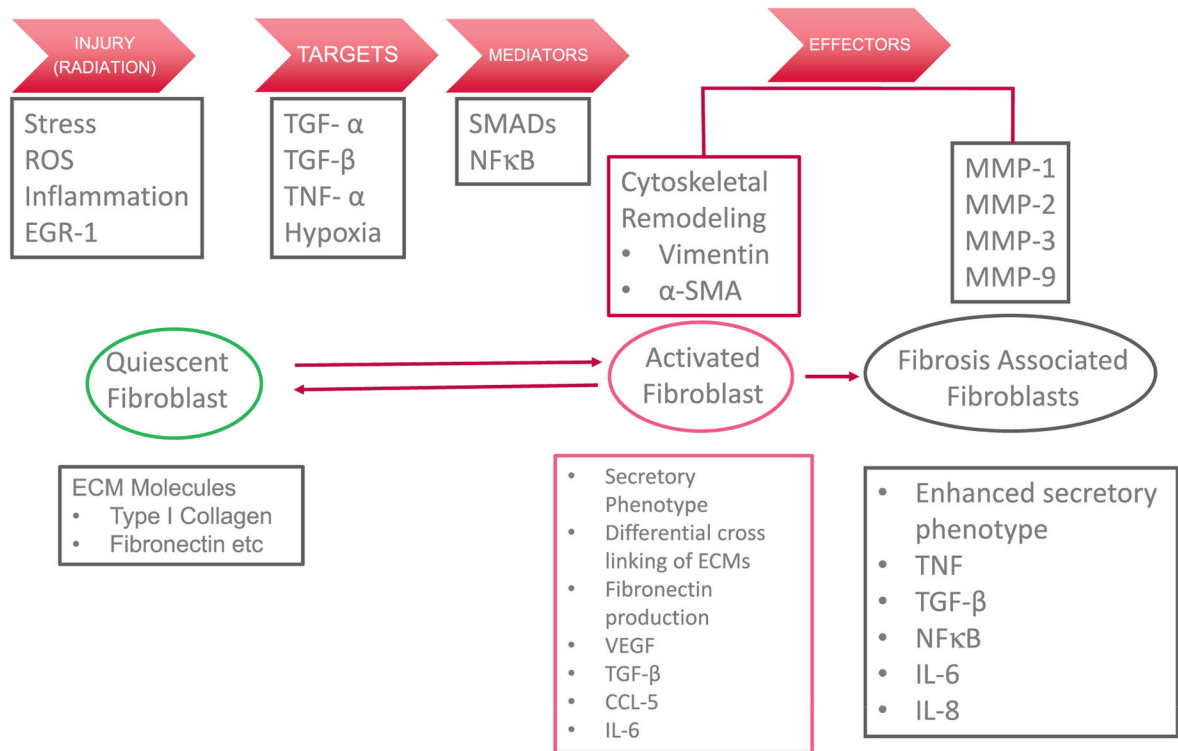 INJURY
(RADIATION)
TARGETS
MEDIATORS
EFFECTORS
Stress
ROS
Inflammation
EGR-1
TGF- α
TGF-β
TNF- α
Hypoxia
SMADs
NFκB
Cytoskeletal
Remodeling
• Vimentin
• α-SMA
MMP-1
MMP-2
MMP-3
MMP-9
Quiescent
Fibroblast
Activated
Fibroblast
Fibrosis Associated
Fibroblasts
ECM Molecules
• Type I Collagen
• Fibronectin etc
• Secretory
Phenotype
• Differential cross
linking of ECMs
• Fibronectin
production
• VEGF
• TGF-β
• CCL-5
• IL-6
• Enhanced secretory
phenotype
• TNF
• TGF-β
• NFκB
• IL-6
• IL-8